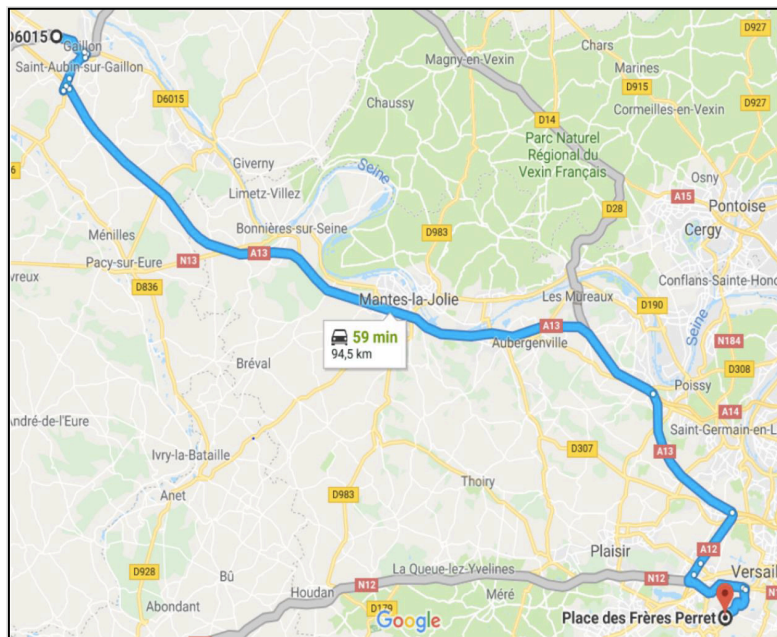 D6015
Gaillon
Saint-Aubin-sur-Gaillon
D6015
Magny-en-Vexin
Chars
D927
Marines
D915
Cormeilles-en-Vexin
D927
Chaussy
D14
Parc Naturel
Régional du
Vexin Français
Giverny
Limetz-Villez
Seine
Osny
A15
Pontoise
D28
Cergy
Bonnières-sur-Seine
D983
Ménilles
A13
N13
Pacy-sur-Eure
D836
Conflans-Sainte-Hono
Mantes-la-Jolie
Les Mureaux
D190
Seine
59 min
94,5 km
A13
Aubergenville
N184
D308
Bréval
Poissy
A14
André-de-l'Eure
Saint-Germain-en-L
Ivry-la-Bataille
D307
A13
Anet
D983
Thoiry
Plaisir
A12
D928
Bû
La Queue-lez-Yvelines
N12
N12
Versail
Houdan
Méré
Abondant
Google
Place des Frères Perret